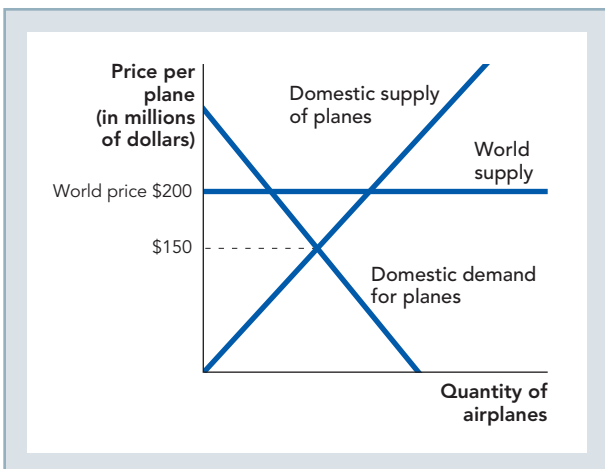 Price per
plane
(in millions
of dollars)
Domestic supply
of planes
World
supply
World price $200
$150
Domestic demand
for planes
Quantity of
airplanes